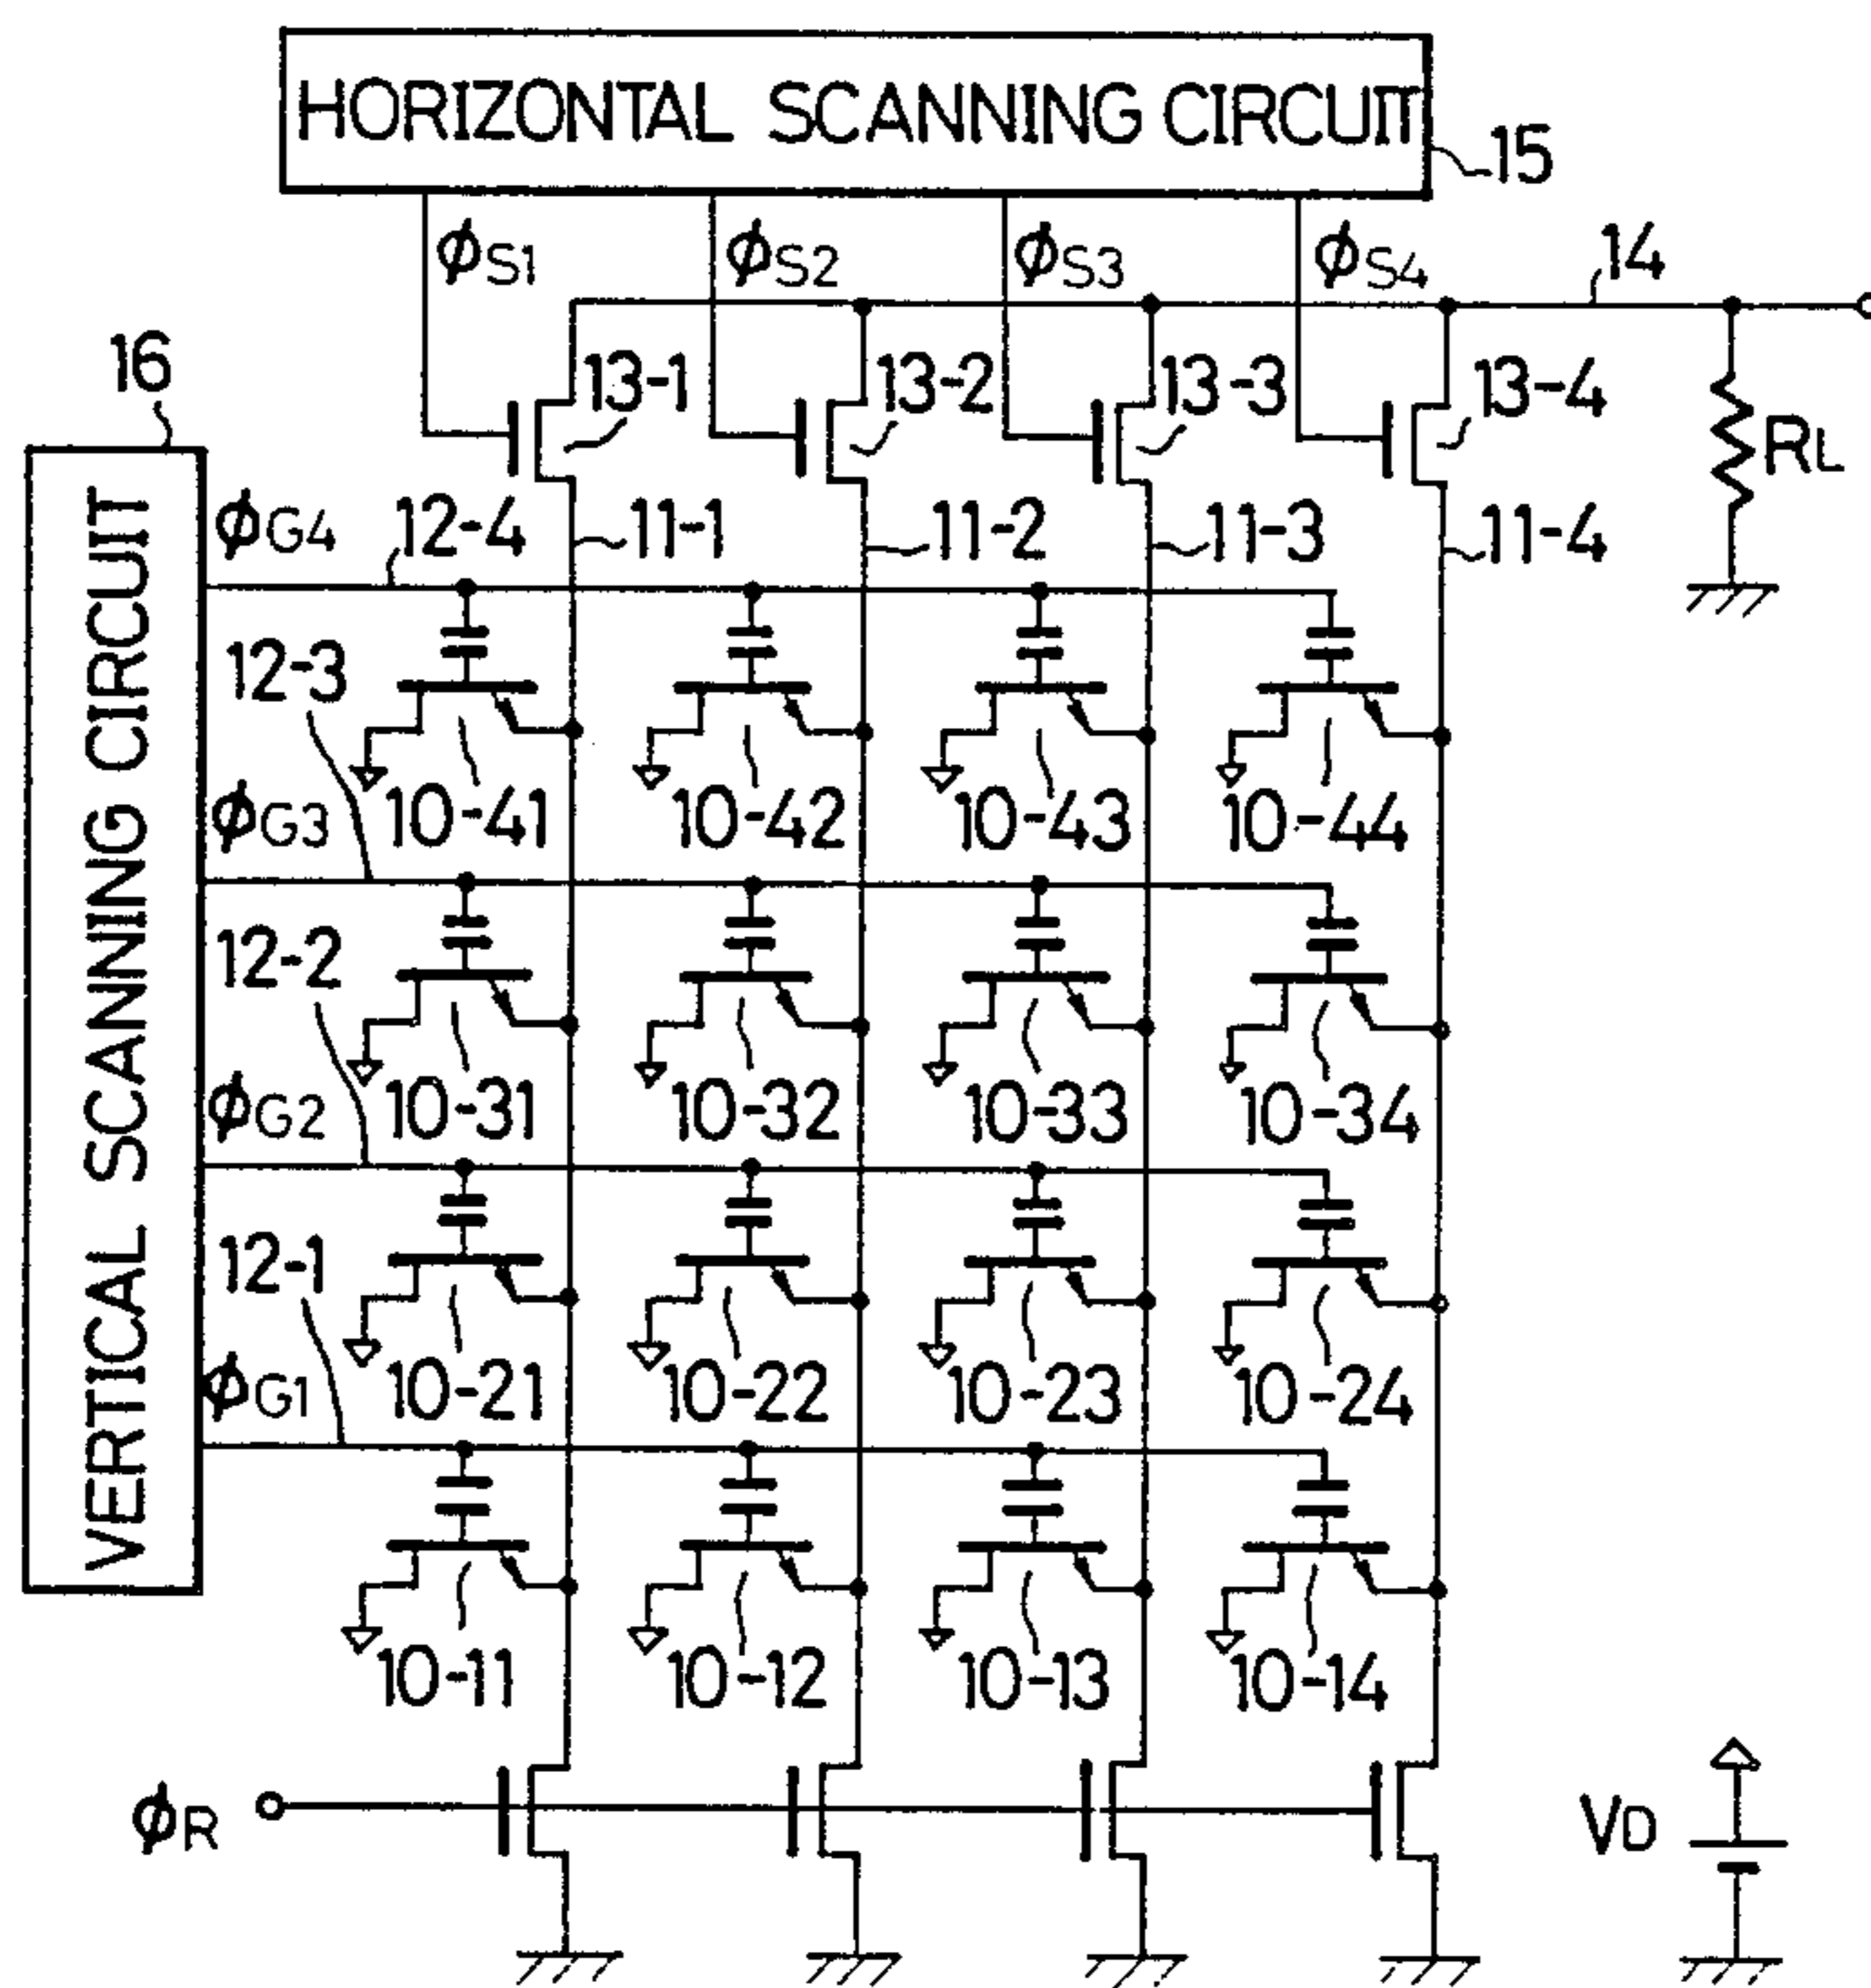 HORIZONTAL SCANNING CIRCUIT
15
ϕS1 ϕS2 ϕS3 ϕS4 14
16
13-1 13-2 13-3 13-4
RL
ϕG4 12-4 11-1 11-2 11-3 11-4
VERTICAL SCANNING CIRCUIT
12-3
ϕG3 10-41 10-42 10-43 10-44
12-2
ϕG2 10-31 10-32 10-33 10-34
12-1
ϕG1 10-21 10-22 10-23 10-24
10-11 10-12 10-13 10-14
ϕR VD